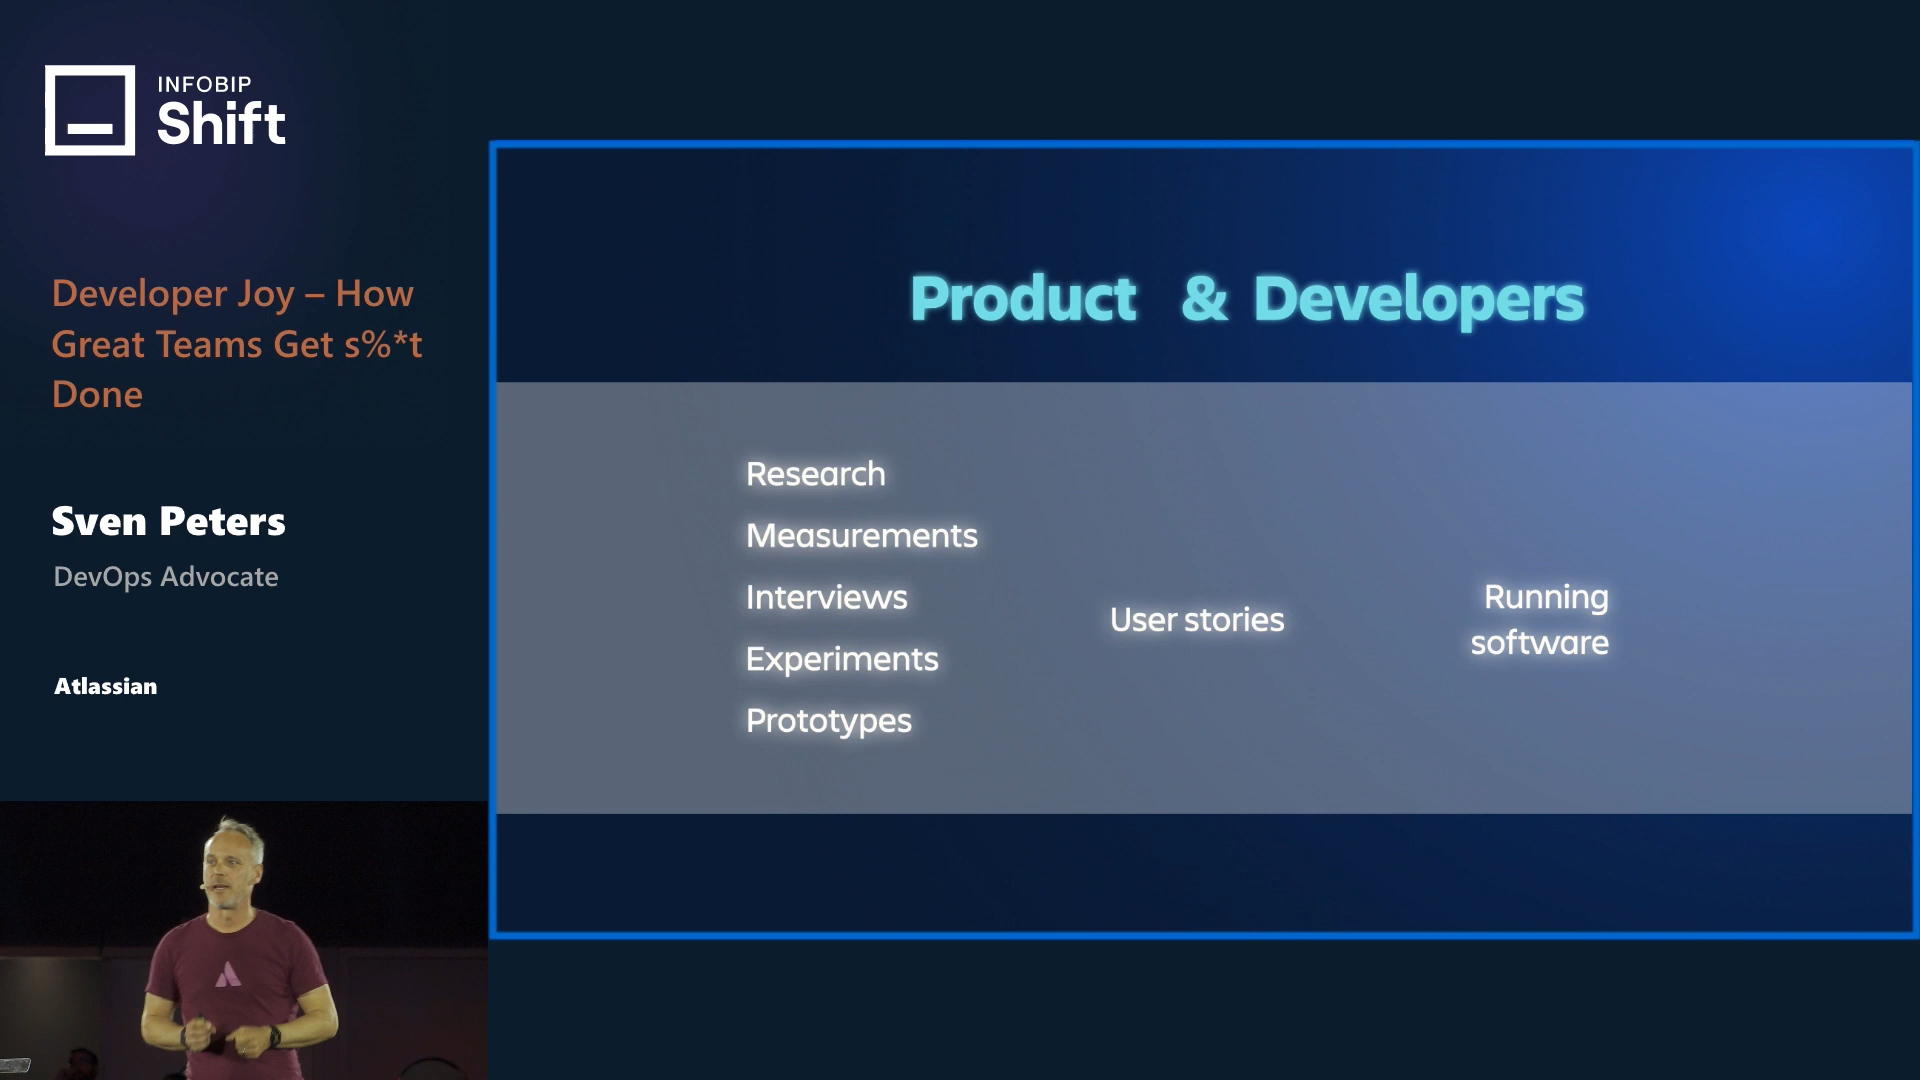 INFOBIP
Shift
Developer Joy – How
Great Teams Get s%*t
Done
Sven Peters
DevOps Advocate
Atlassian
Product & Developers
Research
Measurements
Interviews
Experiments
Prototypes
User stories
Running
software